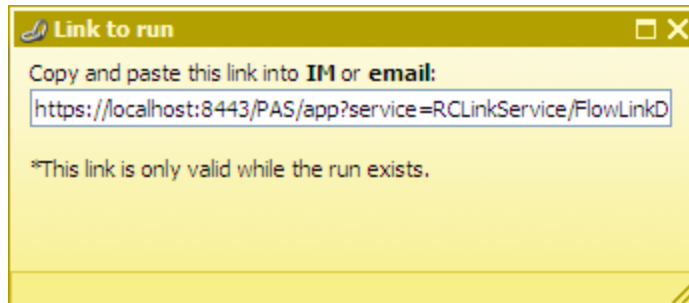 Link to run
Copy and paste this link into IM or email:
https://localhost:8443/PAS/app?service=RCLinkService/FlowLinkD
*This link is only valid while the run exists.